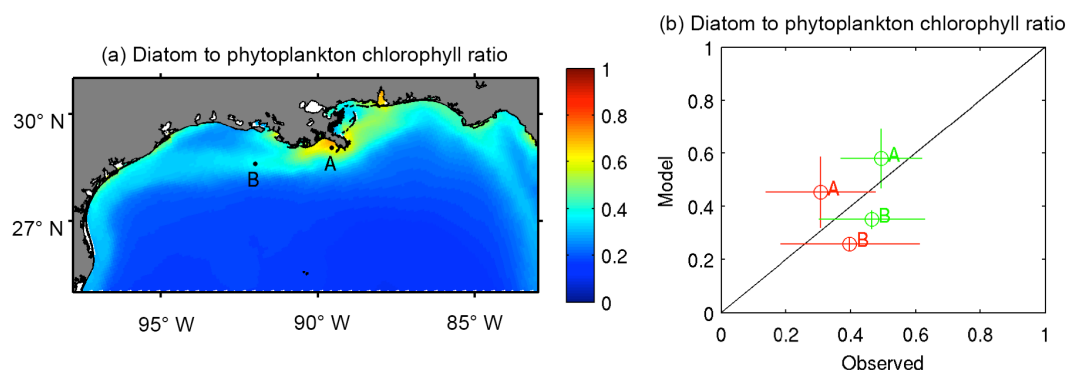 (a) Diatom to phytoplankton chlorophyll ratio
30° N
27° N
95° W
90° W
85° W
A
B
1
0.8
0.6
0.4
0.2
0
(b) Diatom to phytoplankton chlorophyll ratio
1
0.8
0.6
0.4
0.2
0
Model
A
A
B
B
0
0.2
0.4
0.6
0.8
1
Observed